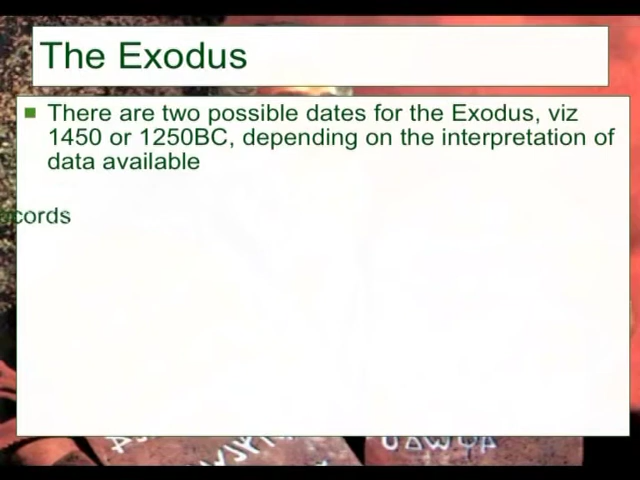 The Exodus
There are two possible dates for the Exodus, viz
1450 or 1250BC, depending on the interpretation of
data available